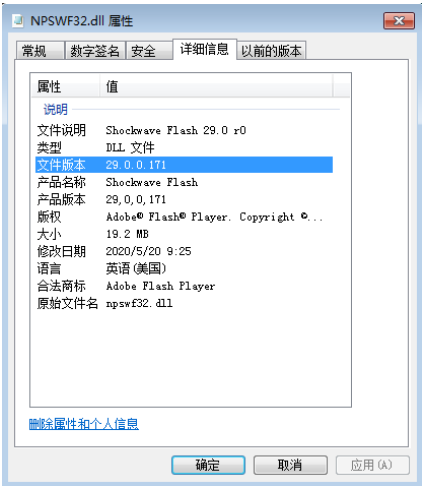 NPSWF32.dll 属性
常规 数字签名 安全 详细信息 以前的版本
属性 值
说明
文件说明 Shockwave Flash 29.0 r0
类型 DLL 文件
文件版本 29.0.0.171
产品名称 Shockwave Flash
产品版本 29,0,0,171
版权 Adobe® Flash® Player. Copyright ©...
大小 19.2 MB
修改日期 2020/5/20 9:25
语言 英语(美国)
合法商标 Adobe Flash Player
原始文件名 npswf32.dll
删除属性和个人信息
确定 取消 应用(A)